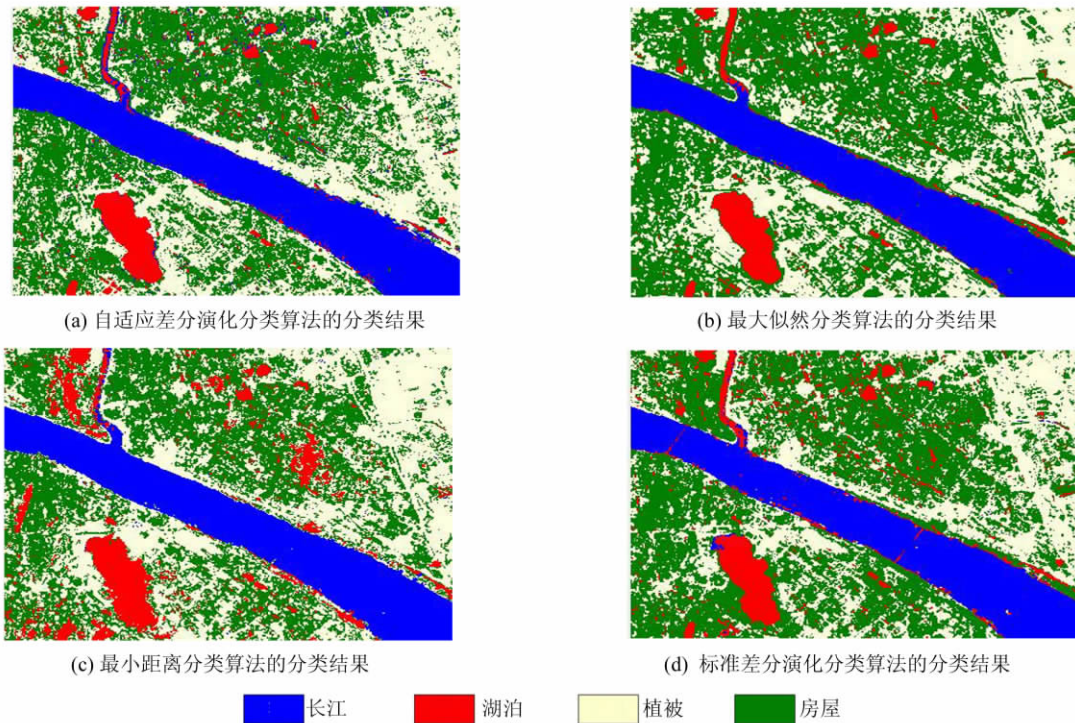 (a) 自适应差分演化分类算法的分类结果
(b) 最大似然分类算法的分类结果
(c) 最小距离分类算法的分类结果
(d) 标准差分演化分类算法的分类结果
长江
湖泊
植被
房屋